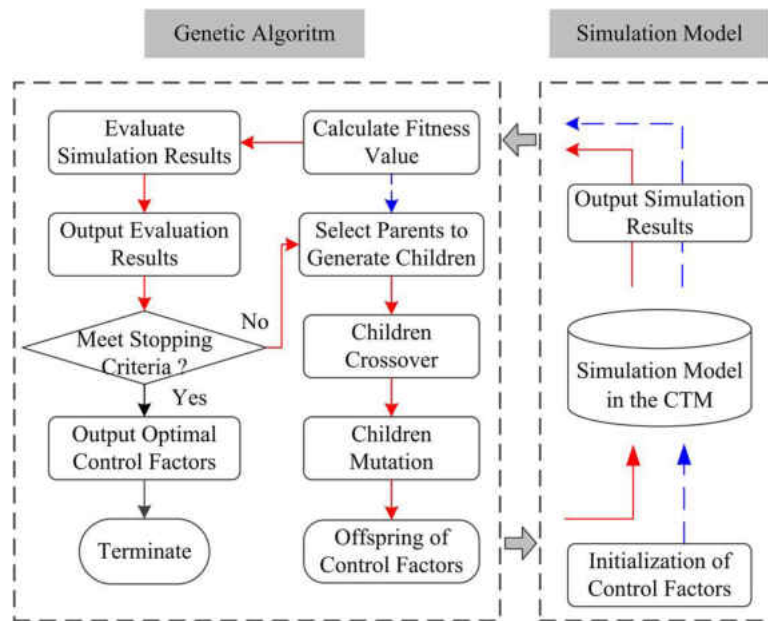 Genetic Algoritm
Simulation Model
Evaluate
Simulation Results
Calculate Fitness
Value
Output Evaluation
Results
Select Parents to
Generate Children
Meet Stopping
Criteria ?
No
Yes
Children
Crossover
Output Optimal
Control Factors
Children
Mutation
Terminate
Offspring of
Control Factors
Output Simulation
Results
Simulation Model
in the CTM
Initialization of
Control Factors